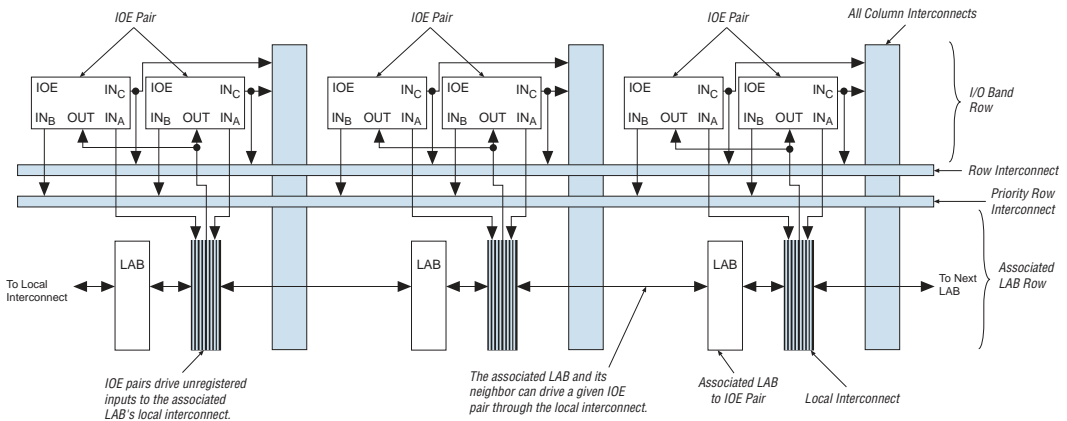 IOE Pair
IOE Pair
IOE Pair
All Column Interconnects
IOE
INC
IOE
INC
INB OUT INA
INB OUT INA
IOE
INC
IOE
INC
INB OUT INA
INB OUT INA
IOE
INC
IOE
INC
INB OUT INA
INB OUT INA
I/O Band
Row
Row Interconnect
Priority Row
Interconnect
LAB
LAB
LAB
To Local
Interconnect
To Next
LAB
Associated
LAB Row
IOE pairs drive unregistered
inputs to the associated
LAB's local interconnect.
The associated LAB and its
neighbor can drive a given IOE
pair through the local interconnect.
Associated LAB
to IOE Pair
Local Interconnect